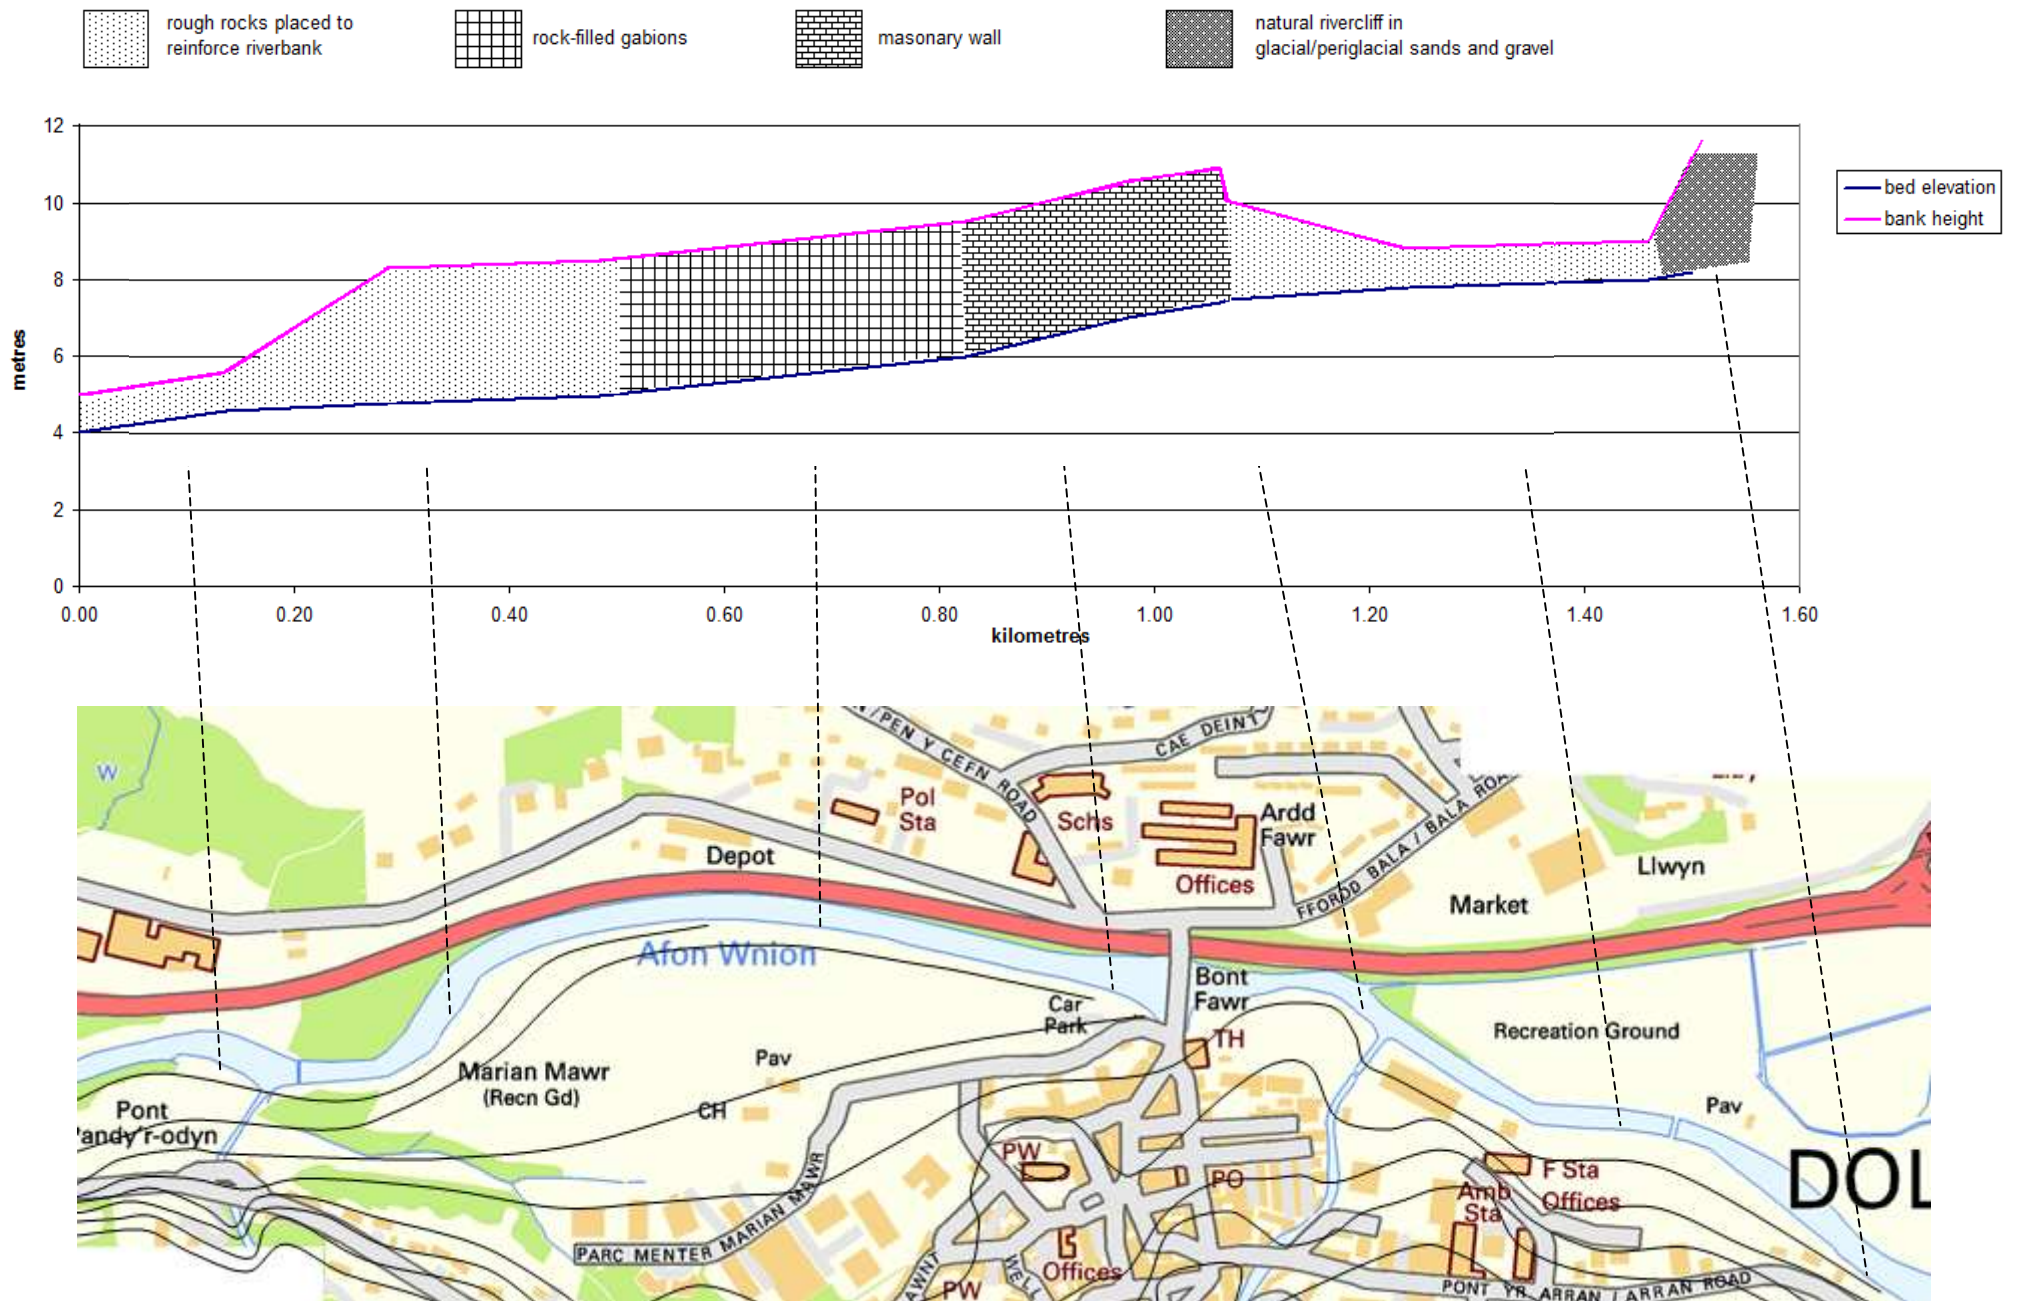 rough rocks placed to
reinforce riverbank
rock-filled gabions
masonary wall
natural rivercliff in
glacial/periglacial sands and gravel
12
10
8
6
4
2
0
metres
bed elevation
bank height
0.00 0.20 0.40 0.60 0.80 1.00 1.20 1.40 1.60
kilometres
W
N/PEN Y CEFN ROAD
CAE DEINT
Pol
Sta
Schs
Ardd
Fawr
Depot
Offices
FFORDD BALA / BALA ROA
Llwyn
Market
Afon Wnion
Bont
Fawr
Car
Park
TH
Recreation Ground
Pav
Marian Mawr
(Recn Gd)
CH
Pav
Pont
Pandy'r-odyn
DOL
PW
PO
F Sta
Offices
Amb
Sta
PARC MENTER MARIAN MAWR
Offices
PW
AWNT
WELL
PONT YR ARRAN / ARRAN ROAD